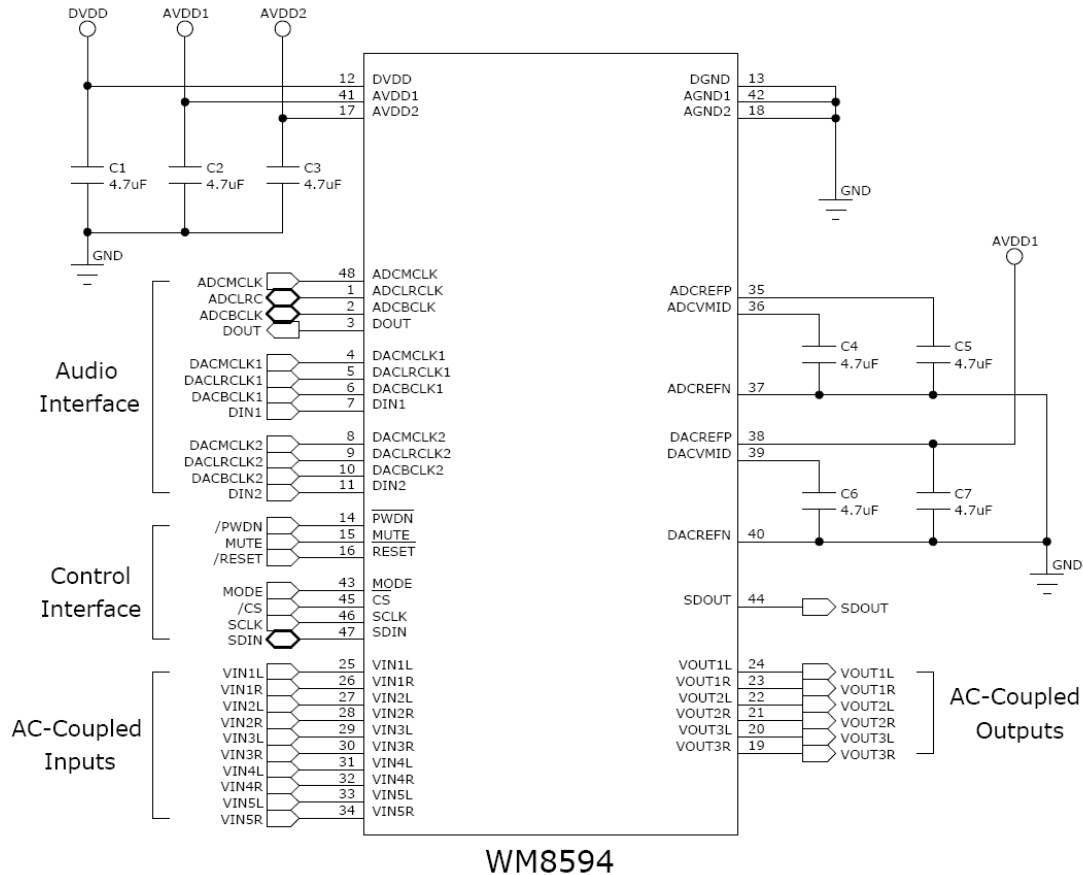 DVDD AVDD1 AVDD2
12 DVDD
41 AVDD1
17 AVDD2
DGND 13
AGND1 42
AGND2 18
C1
4.7uF
C2
4.7uF
C3
4.7uF
GND
GND
AVDD1
Audio
Interface
ADCMCLK 48 ADCMCLK
ADCLRC 1 ADCLRCLK
ADCBCLK 2 ADCBCLK
DOUT 3 DOUT
DACMCLK1 4 DACMCLK1
DACLRCLK1 5 DACLRCLK1
DACBCLK1 6 DACBCLK1
DIN1 7 DIN1
DACMCLK2 8 DACMCLK2
DACLRCLK2 9 DACLRCLK2
DACBCLK2 10 DACBCLK2
DIN2 11 DIN2
Control
Interface
/PWDN 14 PWDN
MUTE 15 MUTE
/RESET 16 RESET
MODE 43 MODE
/CS 45 CS
SCLK 46 SCLK
SDIN 47 SDIN
AC-Coupled
Inputs
VIN1L 25 VIN1L
VIN1R 26 VIN1R
VIN2L 27 VIN2L
VIN2R 28 VIN2R
VIN3L 29 VIN3L
VIN3R 30 VIN3R
VIN4L 31 VIN4L
VIN4R 32 VIN4R
VIN5L 33 VIN5L
VIN5R 34 VIN5R
ADCREFP 35
ADCVMID 36
C4
4.7uF
C5
4.7uF
ADCREFN 37
DACREFP 38
DACVMID 39
C6
4.7uF
C7
4.7uF
DACREFN 40
GND
SDOUT 44 SDOUT
VOUT1L 24 VOUT1L
VOUT1R 23 VOUT1R
VOUT2L 22 VOUT2L
VOUT2R 21 VOUT2R
VOUT3L 20 VOUT3L
VOUT3R 19 VOUT3R
AC-Coupled
Outputs
WM8594